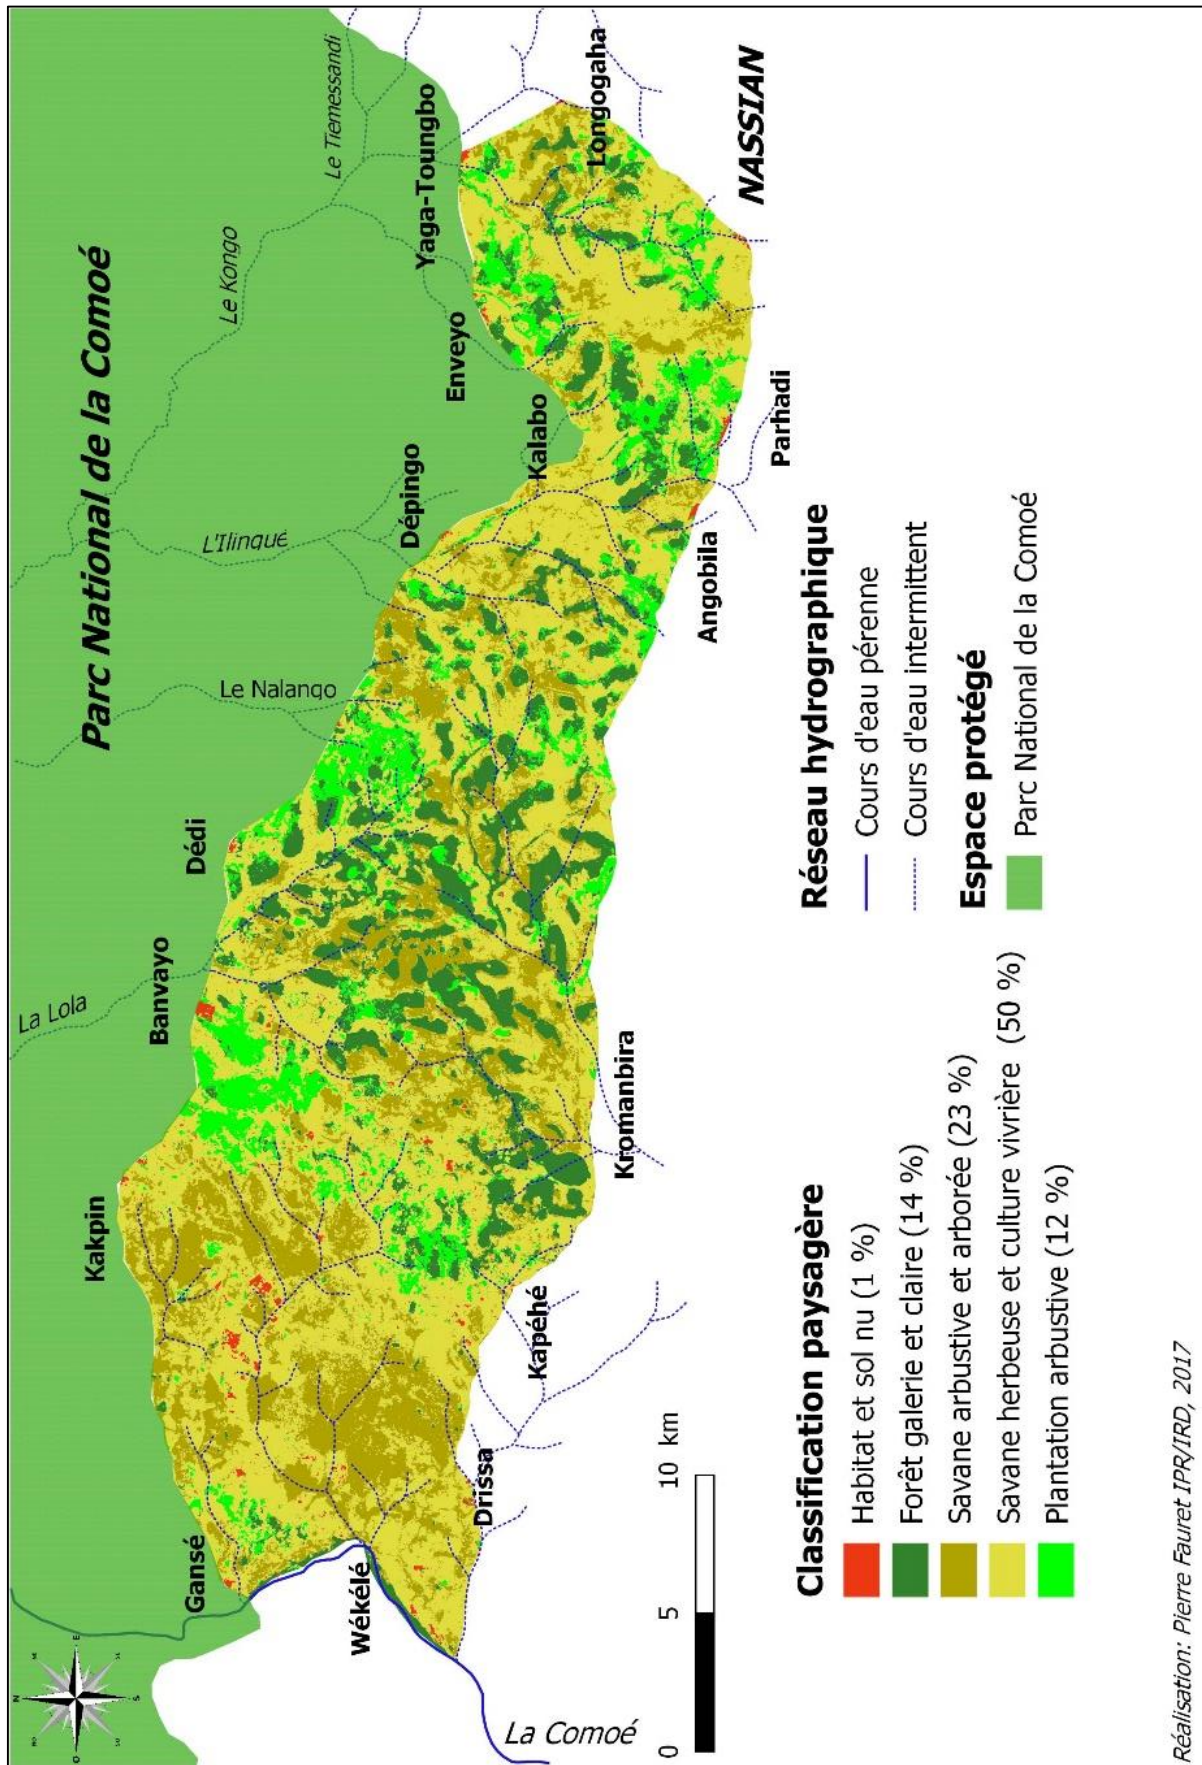 Parc National de la Comoé
La Lola
Le Nalango
L'Ilinqué
Le Kongo
Le Tiemessandi
N
E
S
O
Gansé
Kakpin
Banvayo
Dédi
Dépingo
Enveyo
Yaga-Toungbo
Kalabo
Longogaha
Wékélé
Drissa
Kapéhé
Kromanbira
Angobila
Parhadi
NASSIAN
La Comoé
0 5 10 km
Classification paysagère
Habitat et sol nu (1 %)
Forêt galerie et claire (14 %)
Savane arbustive et arborée (23 %)
Savane herbeuse et culture vivrière (50 %)
Plantation arbustive (12 %)
Réseau hydrographique
Cours d'eau pérenne
Cours d'eau intermittent
Espace protégé
Parc National de la Comoé
Réalisation: Pierre Fauret IPR/IRD, 2017